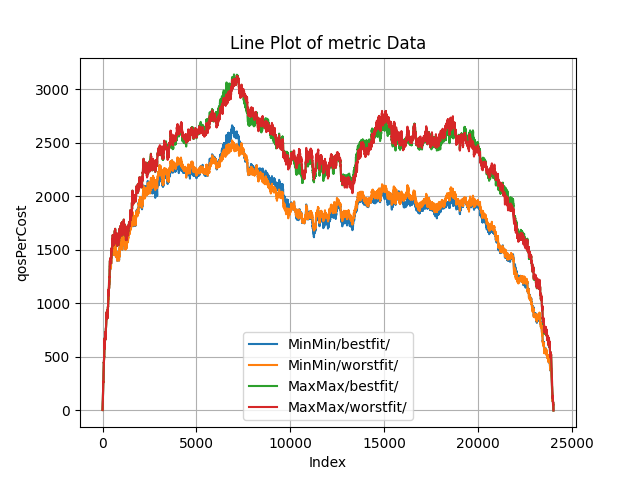 Line Plot of metric Data
3000
2500
2000
1500
1000
500
0
qosPerCost
MinMin/bestfit/
MinMin/worstfit/
MaxMax/bestfit/
MaxMax/worstfit/
0 5000 10000 15000 20000 25000
Index